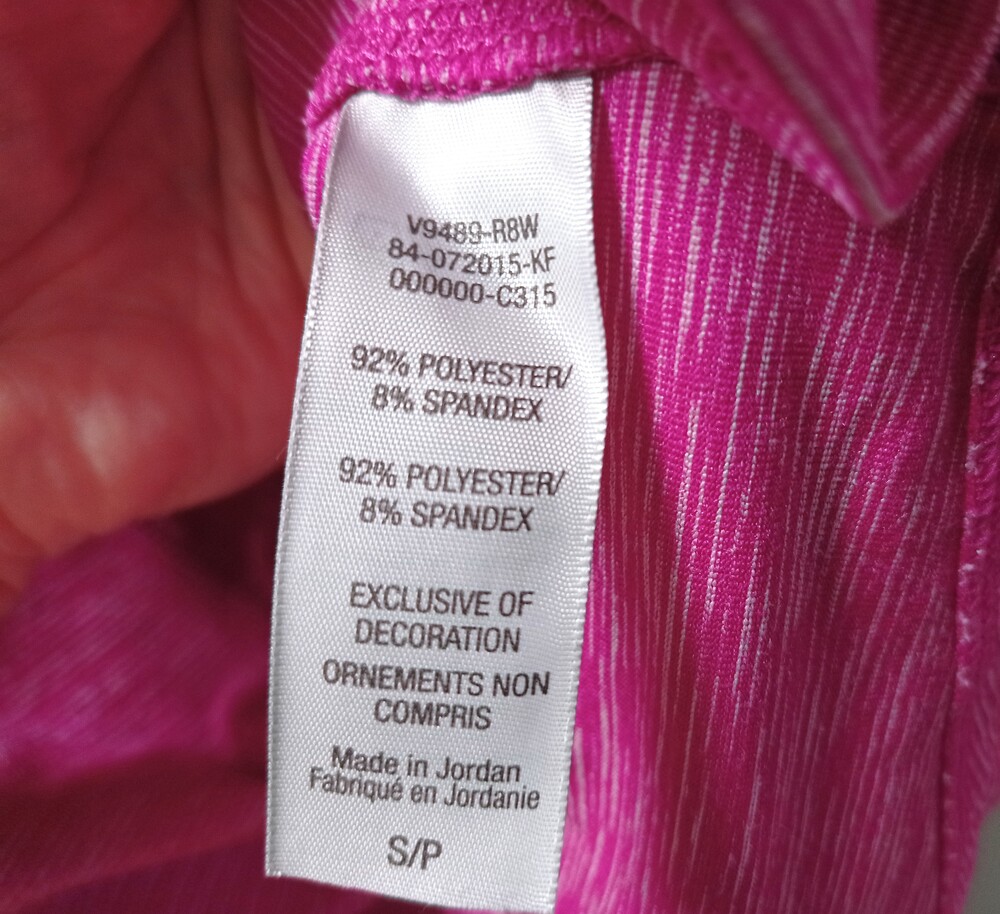 V9489-R8W
84-072015-KF
000000-C315
92% POLYESTER/
8% SPANDEX
92% POLYESTER/
8% SPANDEX
EXCLUSIVE OF
DECORATION
ORNEMENTS NON
COMPRIS
Made in Jordan
Fabriqué en Jordanie
S/P